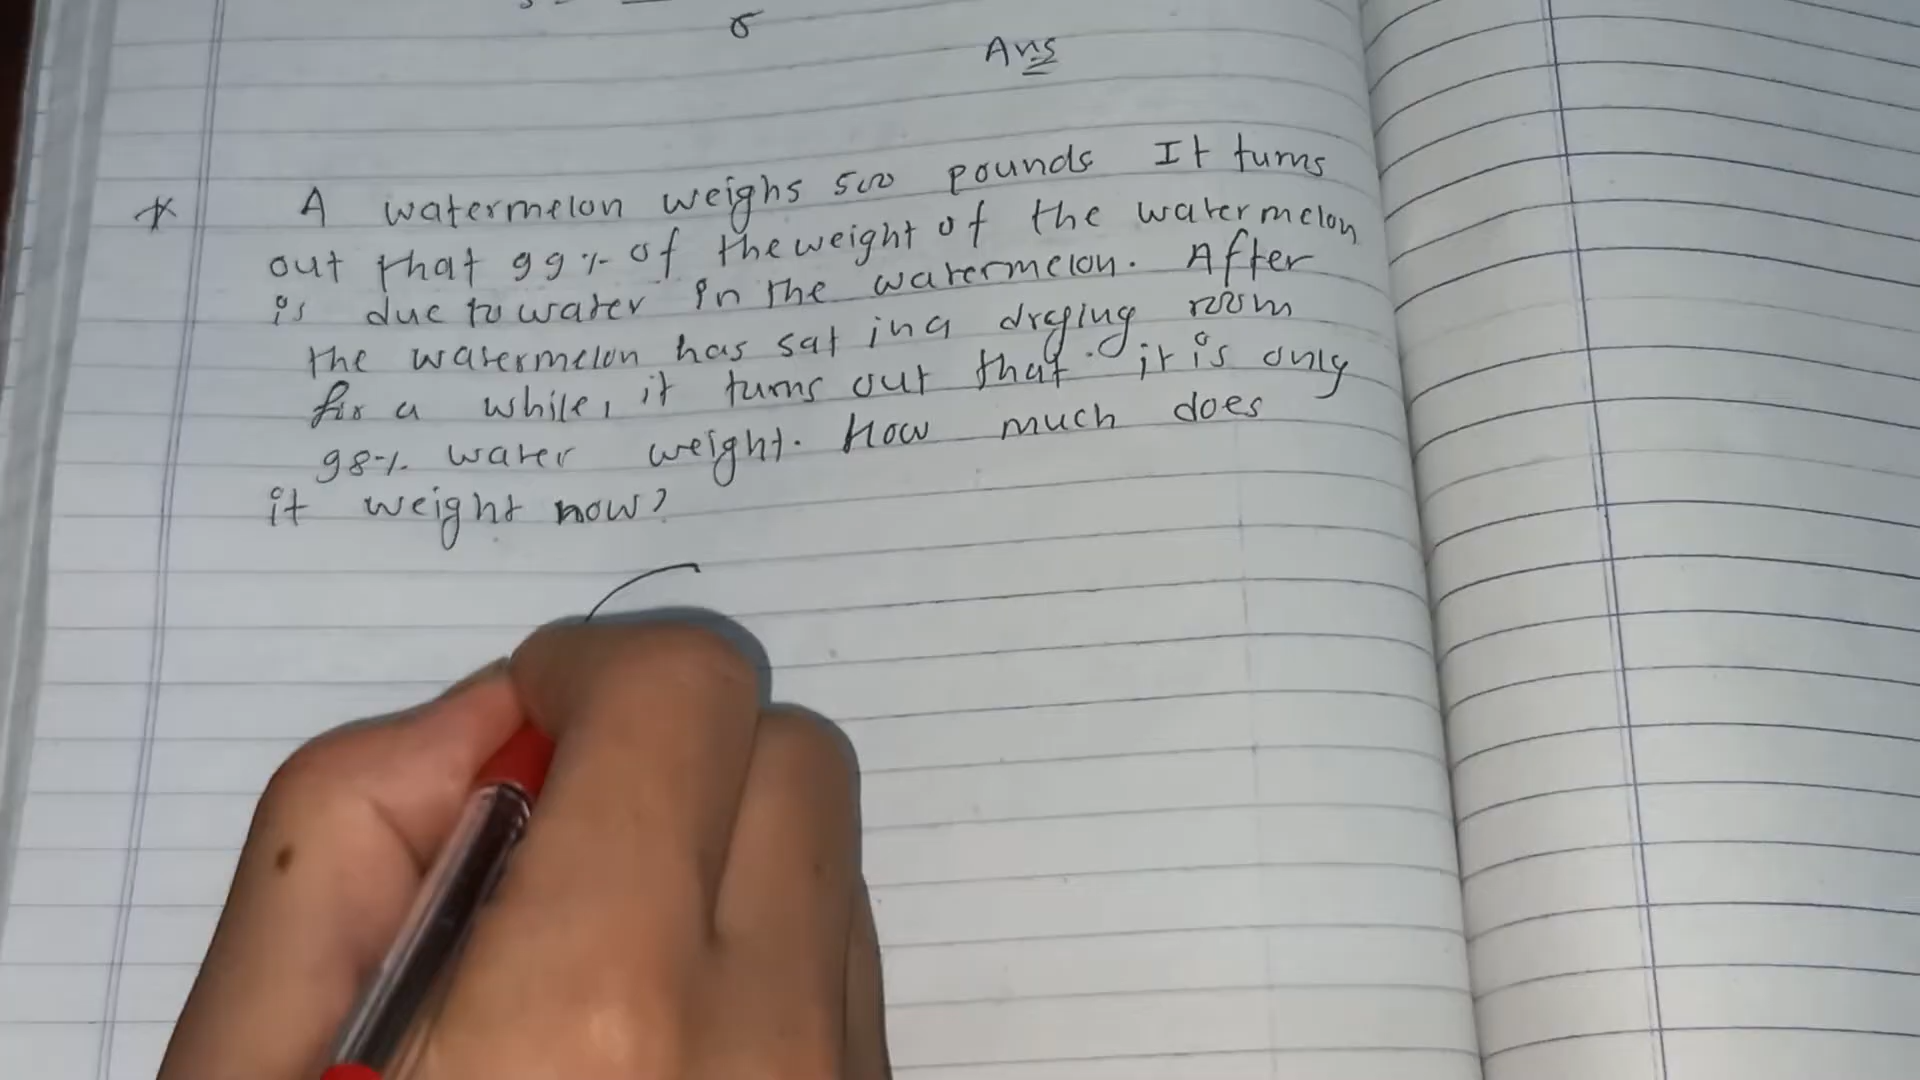 σ
Ans
* A watermelon weighs 500 pounds It turns
out that 99% of the weight of the watermelon
is due to water in the watermelon. After
the watermelon has sat in a drying room
for a while, it turns out that it is only
98% water weight. How much does
it weight now?